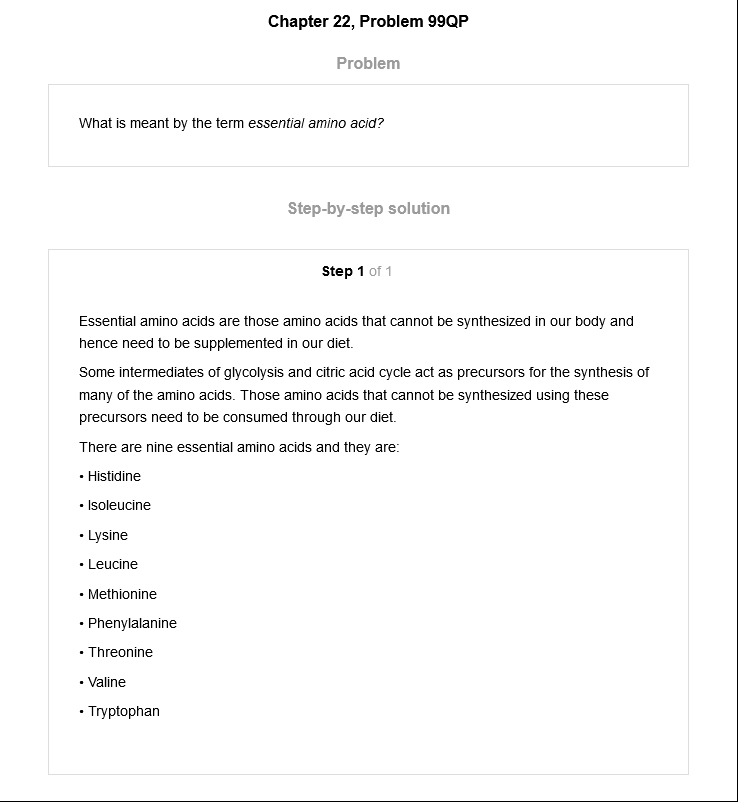 Chapter 22, Problem 99QP
Problem
What is meant by the term essential amino acid?
Step-by-step solution
Step 1 of 1
Essential amino acids are those amino acids that cannot be synthesized in our body and
hence need to be supplemented in our diet.
Some intermediates of glycolysis and citric acid cycle act as precursors for the synthesis of
many of the amino acids. Those amino acids that cannot be synthesized using these
precursors need to be consumed through our diet.
There are nine essential amino acids and they are:
• Histidine
• Isoleucine
• Lysine
• Leucine
• Methionine
• Phenylalanine
• Threonine
• Valine
• Tryptophan